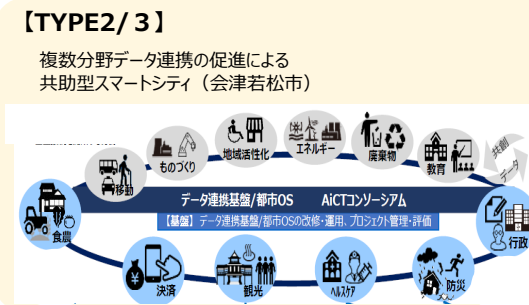 【TYPE2/３】
複数分野データ連携の促進による
共助型スマートシティ（会津若松市）
地域活性化
エネルギー
廃棄物
ものづくり
教育
共創
データ
移動
データ連携基盤/都市OS AiCTコンソーシアム
【基盤】データ連携基盤/都市OSの改修・運用、プロジェクト管理・評価
食農
行政
決済
観光
ヘルスケア
防災